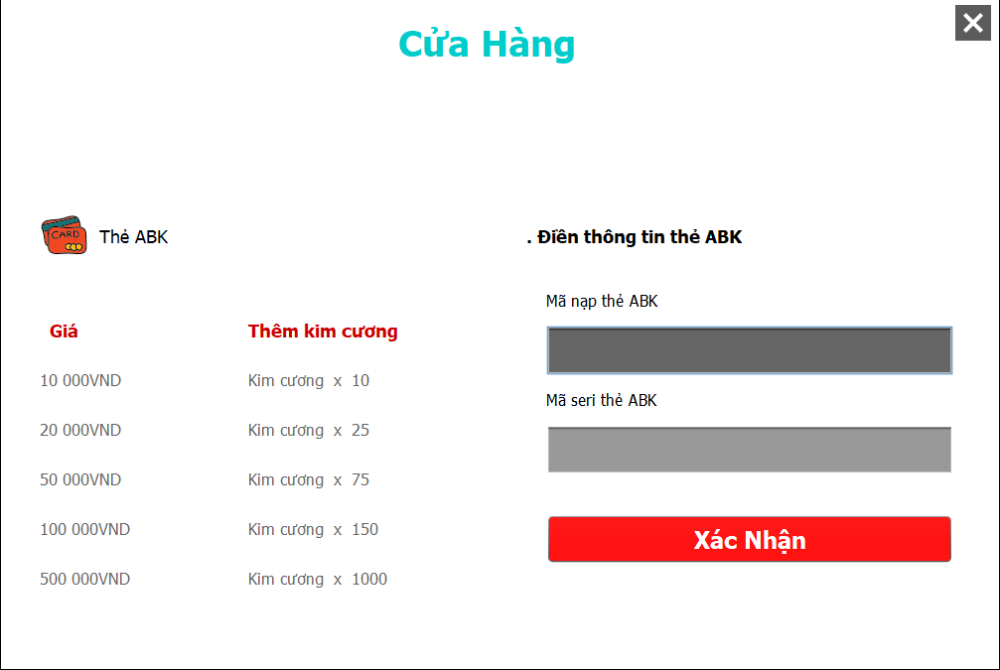 Cửa Hàng
CARD
Thẻ ABK
Giá Thêm kim cương
10 000VND Kim cương x 10
20 000VND Kim cương x 25
50 000VND Kim cương x 75
100 000VND Kim cương x 150
500 000VND Kim cương x 1000
. Điền thông tin thẻ ABK
Mã nạp thẻ ABK
Mã seri thẻ ABK
Xác Nhận